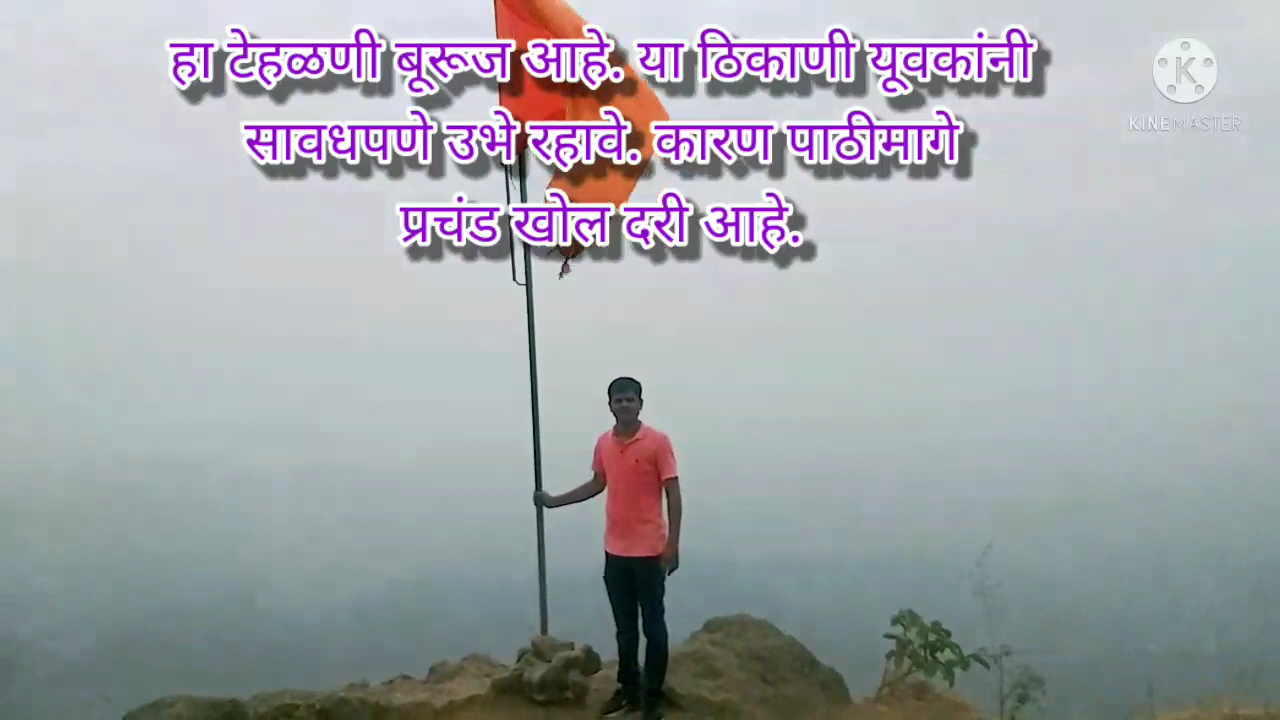 हा टेहळणी बूरूज आहे. या ठिकाणी यूवकांनी
सावधपणे उभे रहावे. कारण पाठीमागे
प्रचंड खोल दरी आहे.
K
KINEMASTER